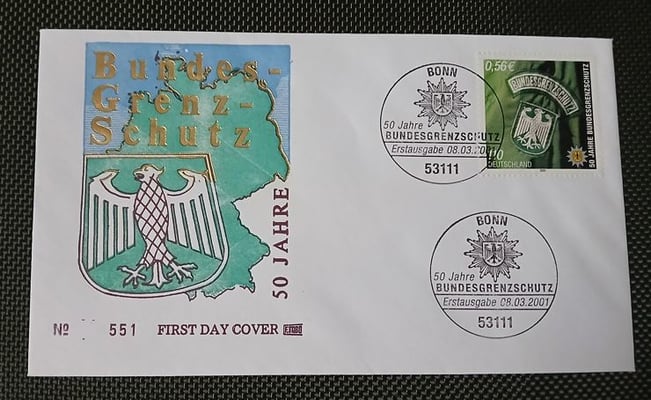 Bundes-
Grenz-
Schutz
50 JAHRE
Nº 551 FIRST DAY COVER
BONN
50 Jahre
BUNDESGRENZSCHUTZ
Erstausgabe 08.03.2001
53111
0,56€
BUNDESGRENZSCHUTZ
110
DEUTSCHLAND
50 JAHRE BUNDESGRENZSCHUTZ
BONN
50 Jahre
BUNDESGRENZSCHUTZ
Erstausgabe 08.03.2001
53111